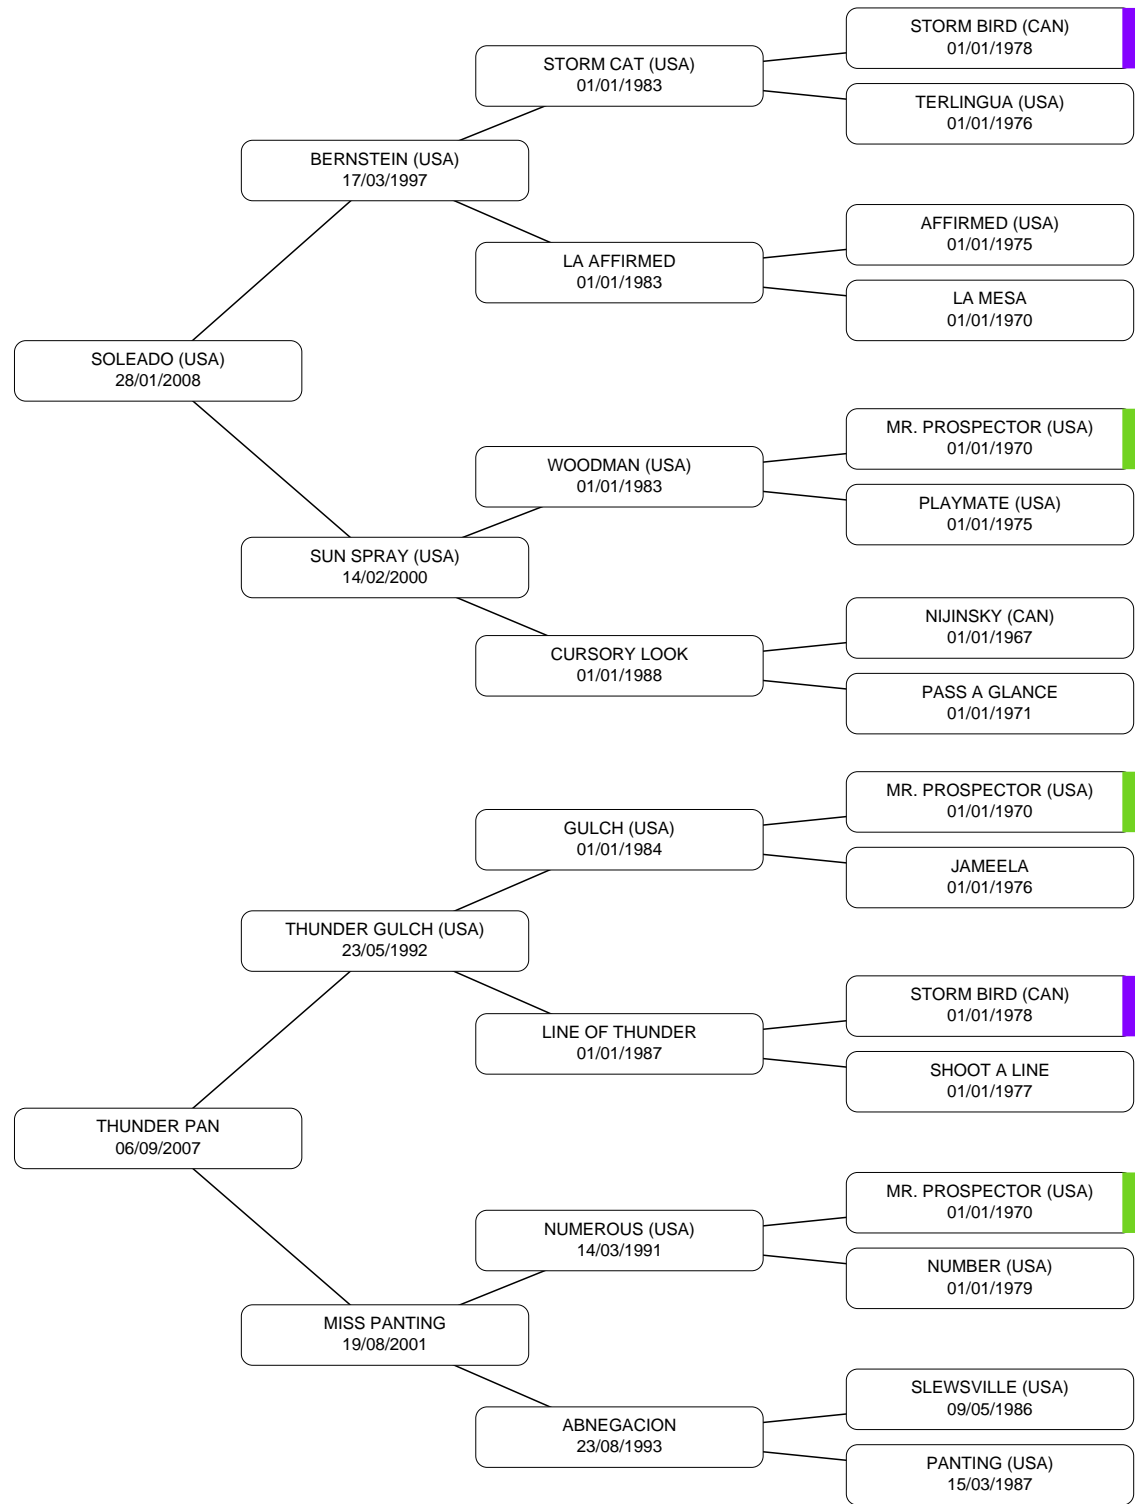 STORM BIRD (CAN)
01/01/1978
STORM CAT (USA)
01/01/1983
TERLINGUA (USA)
01/01/1976
BERNSTEIN (USA)
17/03/1997
AFFIRMED (USA)
01/01/1975
LA AFFIRMED
01/01/1983
LA MESA
01/01/1970
SOLEADO (USA)
28/01/2008
MR. PROSPECTOR (USA)
01/01/1970
WOODMAN (USA)
01/01/1983
PLAYMATE (USA)
01/01/1975
SUN SPRAY (USA)
14/02/2000
NIJINSKY (CAN)
01/01/1967
CURSORY LOOK
01/01/1988
PASS A GLANCE
01/01/1971
MR. PROSPECTOR (USA)
01/01/1970
GULCH (USA)
01/01/1984
JAMEELA
01/01/1976
THUNDER GULCH (USA)
23/05/1992
STORM BIRD (CAN)
01/01/1978
LINE OF THUNDER
01/01/1987
SHOOT A LINE
01/01/1977
THUNDER PAN
06/09/2007
MR. PROSPECTOR (USA)
01/01/1970
NUMEROUS (USA)
14/03/1991
NUMBER (USA)
01/01/1979
MISS PANTING
19/08/2001
SLEWSVILLE (USA)
09/05/1986
ABNEGACION
23/08/1993
PANTING (USA)
15/03/1987